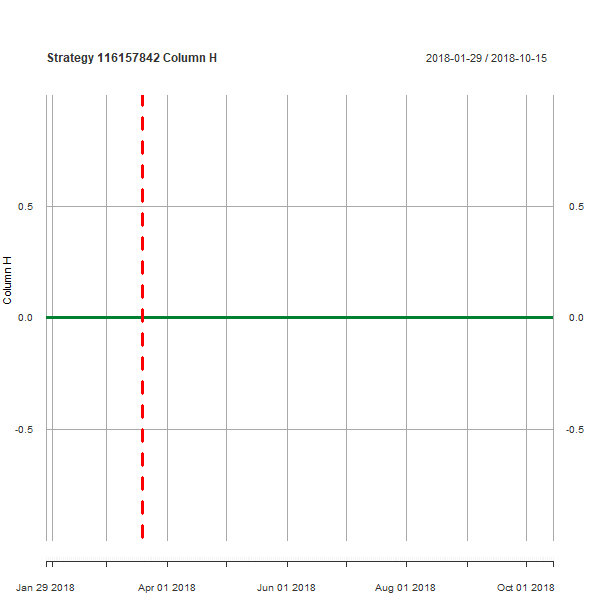 Strategy 116157842 Column H
2018-01-29 / 2018-10-15
0.5
0.5
Column H
0.0
0.0
-0.5
-0.5
Jan 29 2018
Apr 01 2018
Jun 01 2018
Aug 01 2018
Oct 01 2018